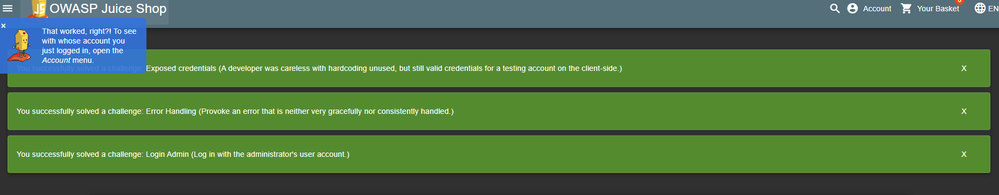 JS OWASP Juice Shop
Account
Your Basket
EN
×
That worked, right?! To see
with whose account you
just logged in, open the
Account menu.
You successfully solved a challenge: Exposed credentials (A developer was careless with hardcoding unused, but still valid credentials for a testing account on the client-side.)
X
You successfully solved a challenge: Error Handling (Provoke an error that is neither very gracefully nor consistently handled.)
X
You successfully solved a challenge: Login Admin (Log in with the administrator's user account.)
X